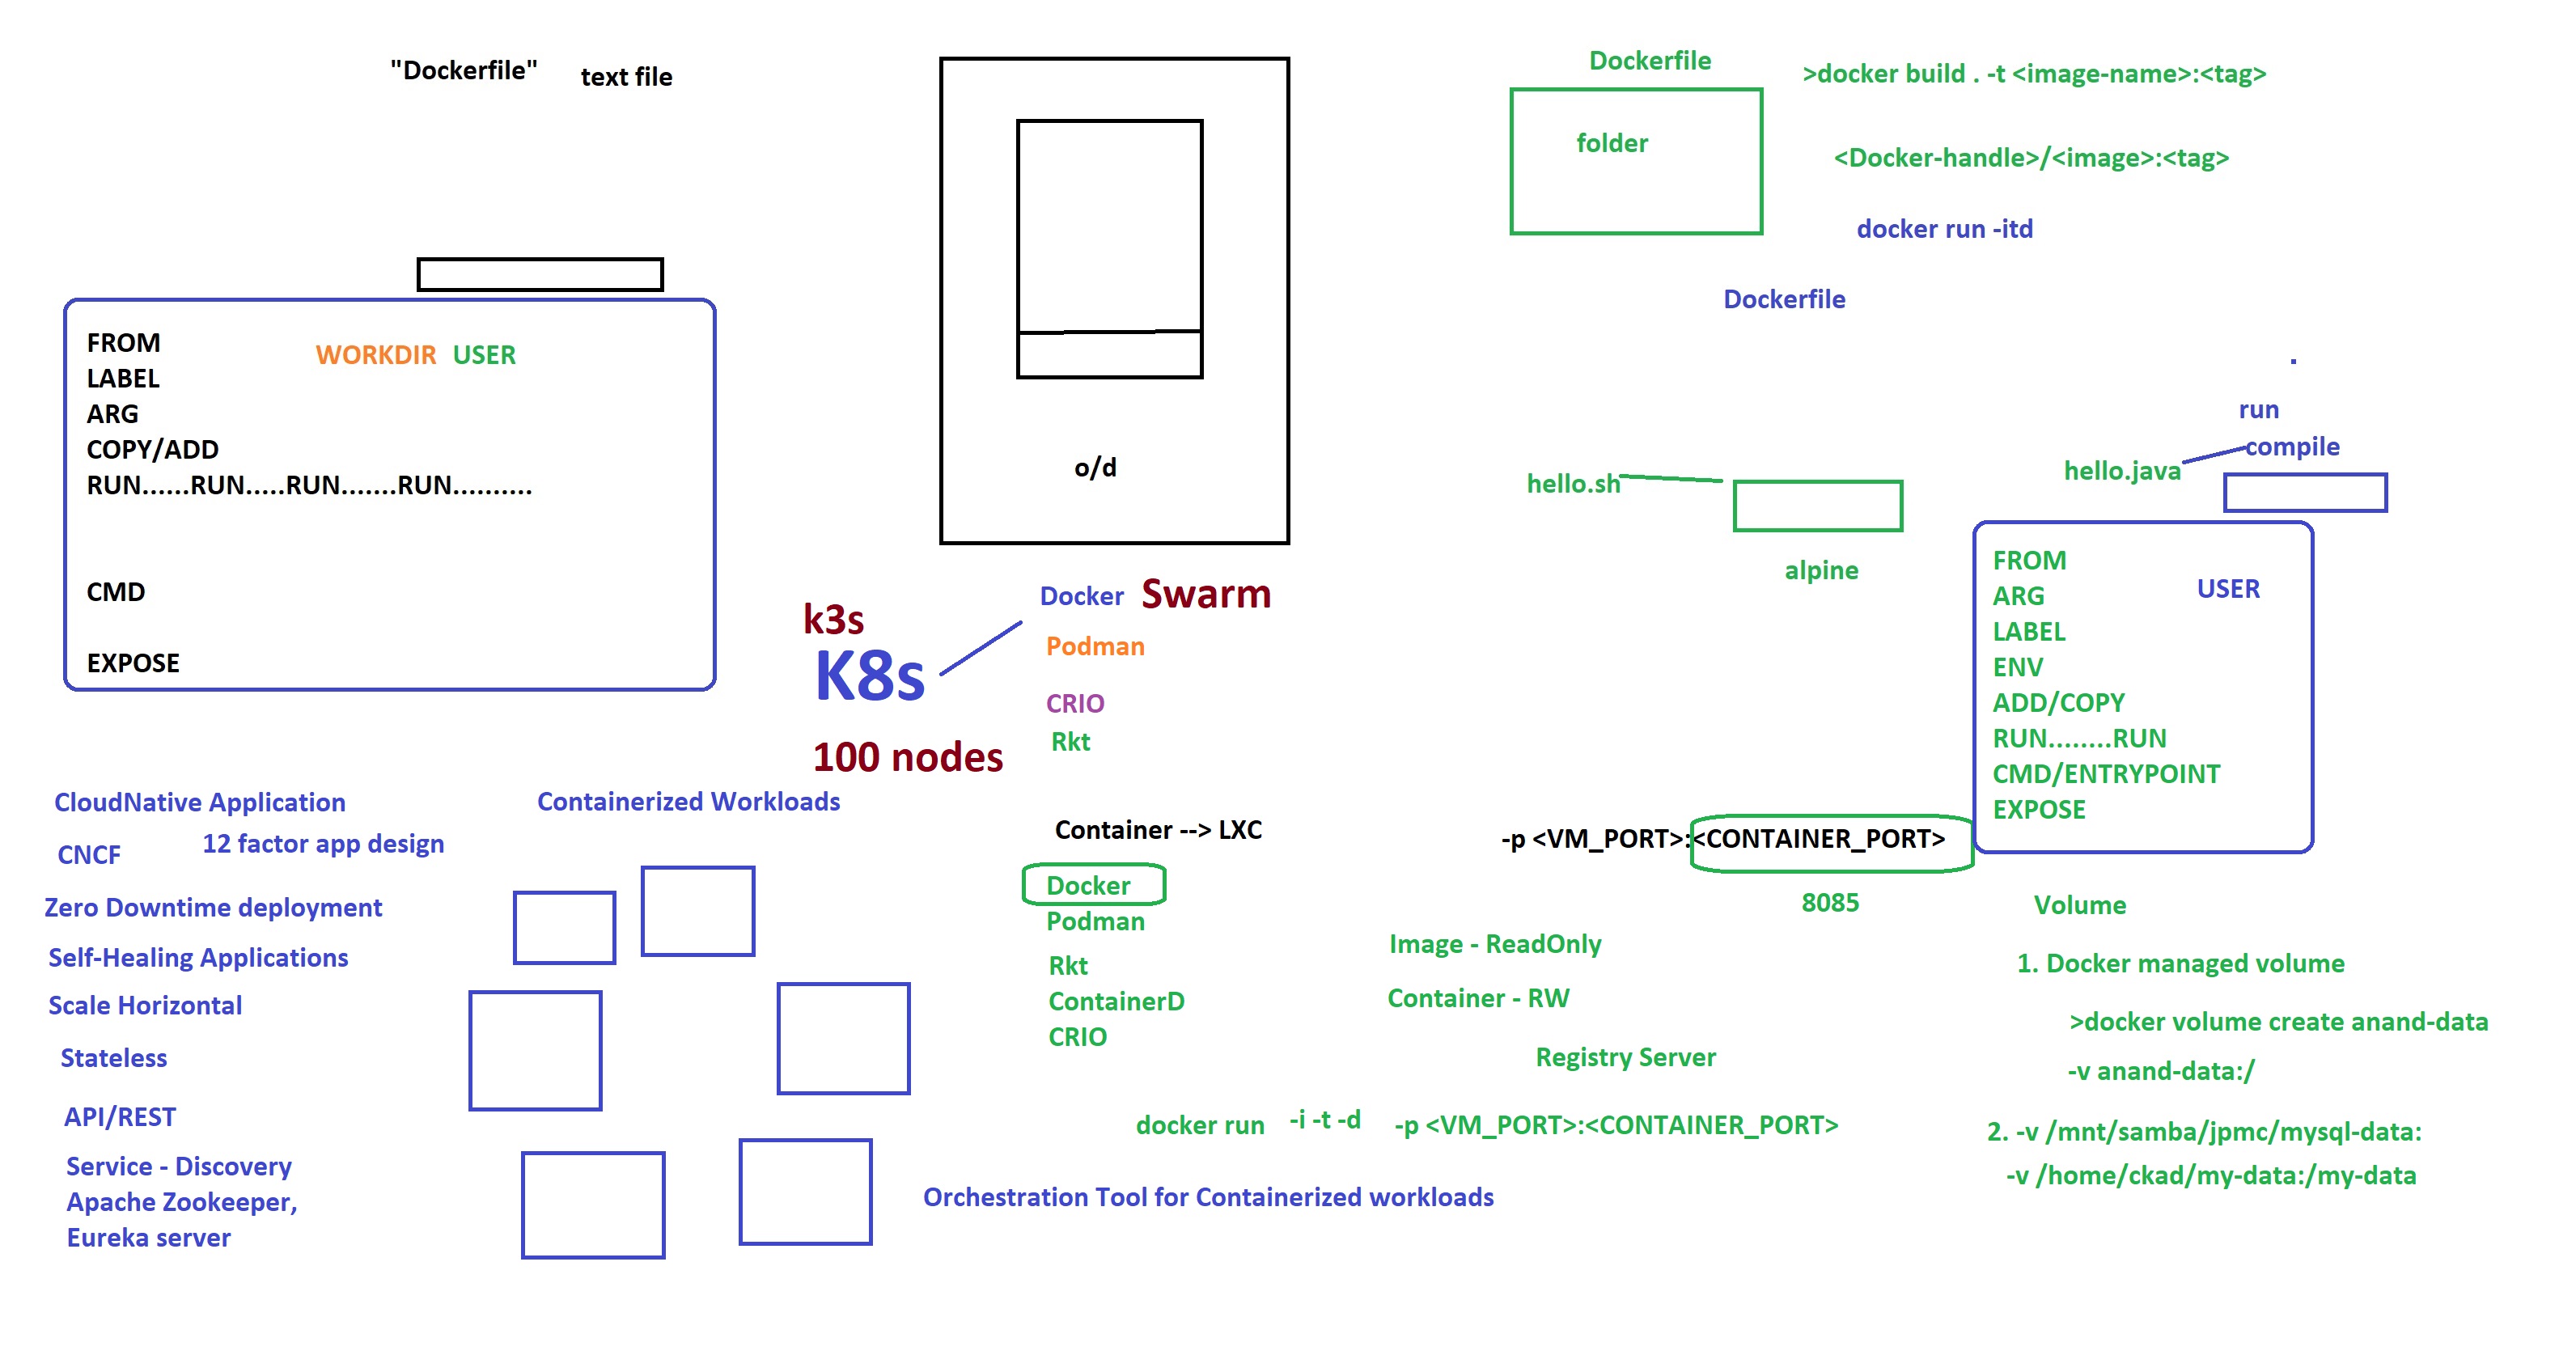 "Dockerfile"
text file
FROM
WORKDIR USER
LABEL
ARG
COPY/ADD
RUN......RUN.....RUN.......RUN..........
CMD
EXPOSE
o/d
Docker Swarm
k3s
Podman
K8s
CRIO
Rkt
100 nodes
Dockerfile
folder
>docker build . -t <image-name>:<tag>
<Docker-handle>/<image>:<tag>
docker run -itd
Dockerfile
.
run
compile
hello.java
hello.sh
alpine
FROM
USER
ARG
LABEL
ENV
ADD/COPY
RUN........RUN
CMD/ENTRYPOINT
EXPOSE
CloudNative Application
Containerized Workloads
CNCF
12 factor app design
Zero Downtime deployment
Self-Healing Applications
Scale Horizontal
Stateless
API/REST
Service - Discovery
Apache Zookeeper,
Eureka server
Container --> LXC
Docker
Podman
Rkt
ContainerD
CRIO
-p <VM_PORT>:<CONTAINER_PORT>
8085
Image - ReadOnly
Container - RW
Registry Server
docker run -i -t -d -p <VM_PORT>:<CONTAINER_PORT>
Orchestration Tool for Containerized workloads
Volume
1. Docker managed volume
>docker volume create anand-data
-v anand-data:/
2. -v /mnt/samba/jpmc/mysql-data:
-v /home/ckad/my-data:/my-data